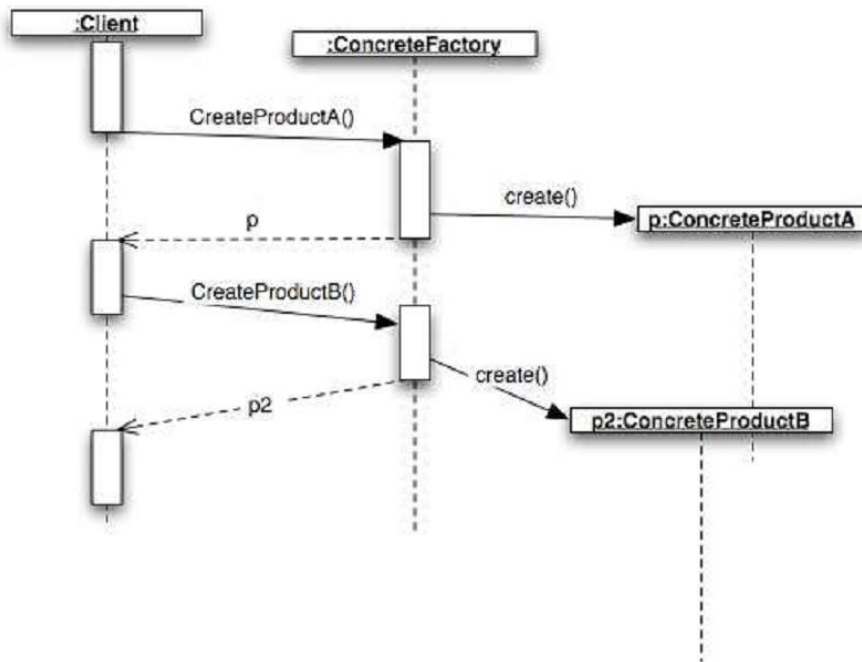 :Client
:ConcreteFactory
CreateProductA()
create()
p:ConcreteProductA
p
CreateProductB()
create()
p2
p2:ConcreteProductB